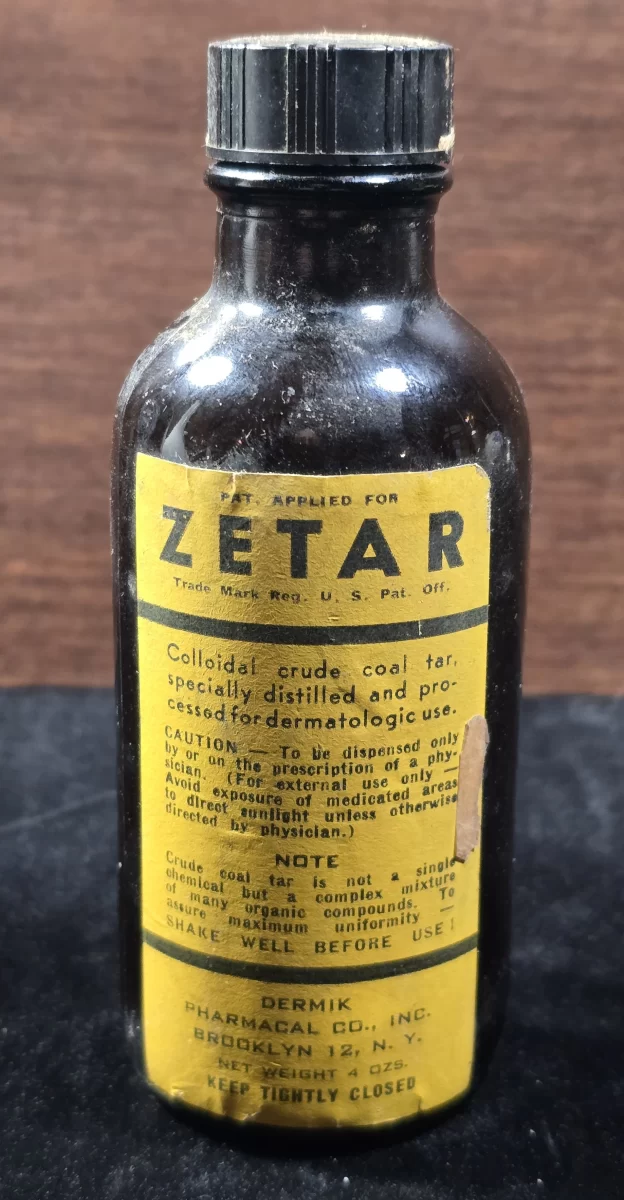 PAT. APPLIED FOR
ZETAR
Trade Mark Reg. U. S. Pat. Off.
Colloidal crude coal tar,
specially distilled and pro-
cessed for dermatologic use.
CAUTION — To be dispensed only
by or on the prescription of a phy-
sician. (For external use only —
Avoid exposure of medicated areas
to direct sunlight unless otherwise
directed by physician.)
NOTE
Crude coal tar is not a single
chemical but a complex mixture
of many organic compounds. To
assure maximum uniformity —
SHAKE WELL BEFORE USE !
DERMIK
PHARMACAL CO., INC.
BROOKLYN 12, N. Y.
NET WEIGHT 4 OZS.
KEEP TIGHTLY CLOSED